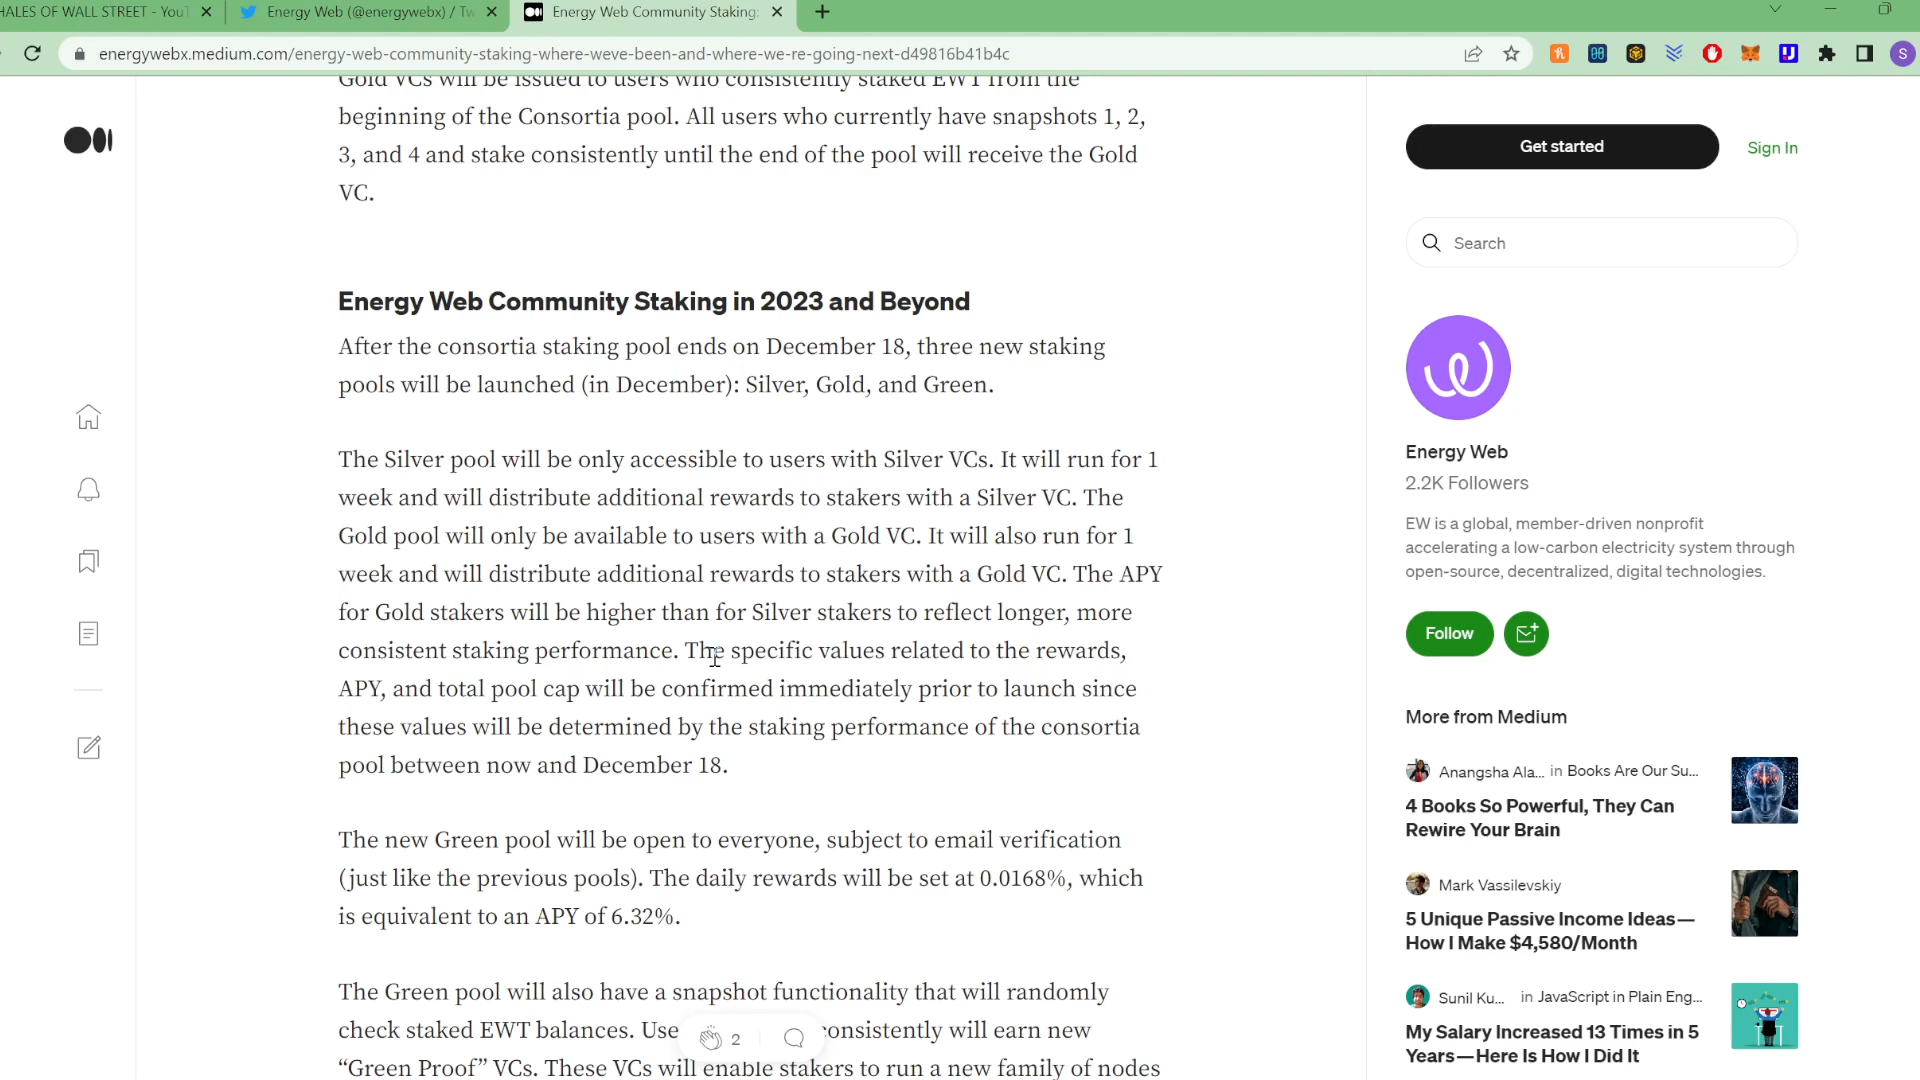 HALES OF WALL STREET - YouT
Energy Web (@energywebx) / Tw
Energy Web Community Staking:
energywebx.medium.com/energy-web-community-staking-where-weve-been-and-where-we-re-going-next-d49816b41b4c
S
Gold VCs will be issued to users who consistently staked EWT from the
beginning of the Consortia pool. All users who currently have snapshots 1, 2,
3, and 4 and stake consistently until the end of the pool will receive the Gold
VC.
Energy Web Community Staking in 2023 and Beyond
After the consortia staking pool ends on December 18, three new staking
pools will be launched (in December): Silver, Gold, and Green.
The Silver pool will be only accessible to users with Silver VCs. It will run for 1
week and will distribute additional rewards to stakers with a Silver VC. The
Gold pool will only be available to users with a Gold VC. It will also run for 1
week and will distribute additional rewards to stakers with a Gold VC. The APY
for Gold stakers will be higher than for Silver stakers to reflect longer, more
consistent staking performance. The specific values related to the rewards,
APY, and total pool cap will be confirmed immediately prior to launch since
these values will be determined by the staking performance of the consortia
pool between now and December 18.
The new Green pool will be open to everyone, subject to email verification
(just like the previous pools). The daily rewards will be set at 0.0168%, which
is equivalent to an APY of 6.32%.
The Green pool will also have a snapshot functionality that will randomly
check staked EWT balances. Use consistently will earn new
2
“Green Proof” VCs. These VCs will enable stakers to run a new family of nodes
Get started
Sign In
Search
Energy Web
2.2K Followers
EW is a global, member-driven nonprofit
accelerating a low-carbon electricity system through
open-source, decentralized, digital technologies.
Follow
More from Medium
Anangsha Ala... in Books Are Our Su...
4 Books So Powerful, They Can
Rewire Your Brain
Mark Vassilevskiy
5 Unique Passive Income Ideas—
How I Make $4,580/Month
Sunil Ku... in JavaScript in Plain Eng...
My Salary Increased 13 Times in 5
Years—Here Is How I Did It